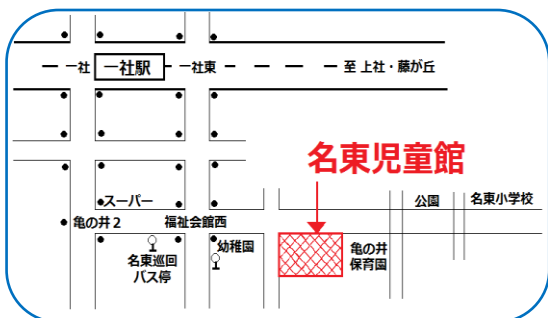 一社
一社駅
一社東
至 上社・藤が丘
名東児童館
スーパー
公園
名東小学校
亀の井2
福祉会館西
名東巡回
バス停
幼稚園
亀の井
保育園